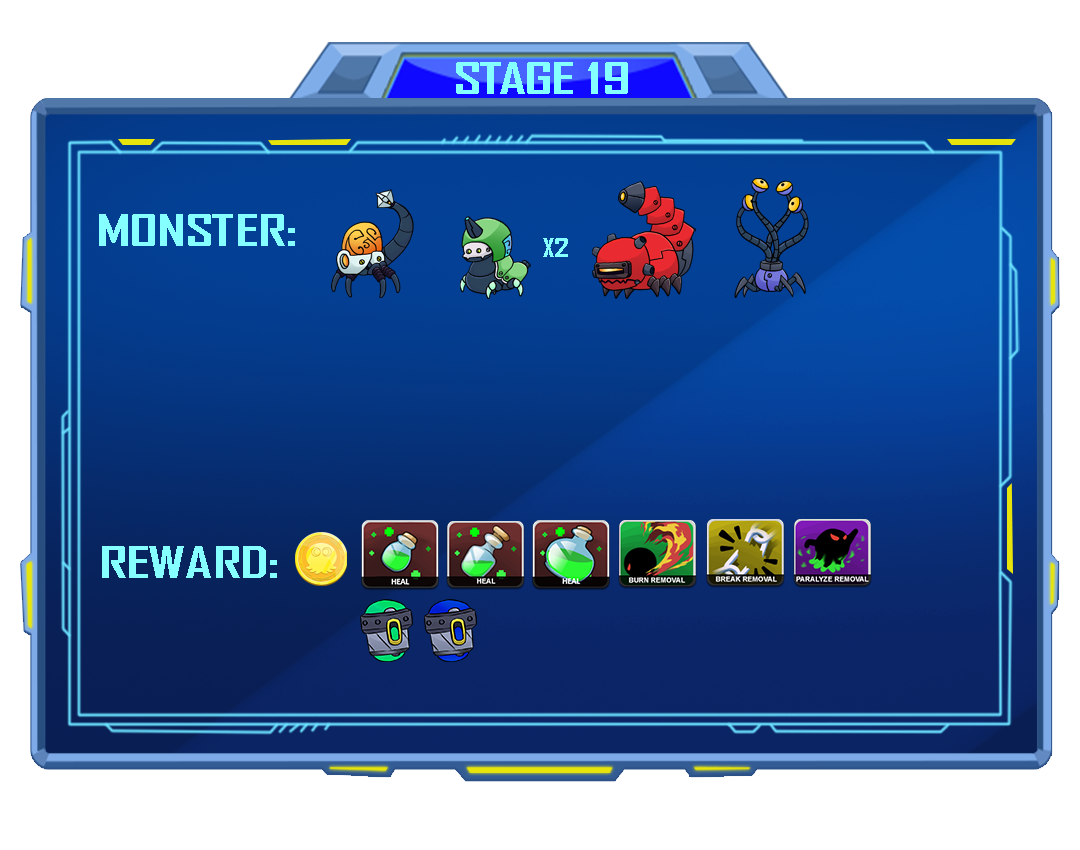 STAGE 19
MONSTER:
X2
REWARD:
HEAL
HEAL
HEAL
BURN REMOVAL
BREAK REMOVAL
PARALYZE REMOVAL